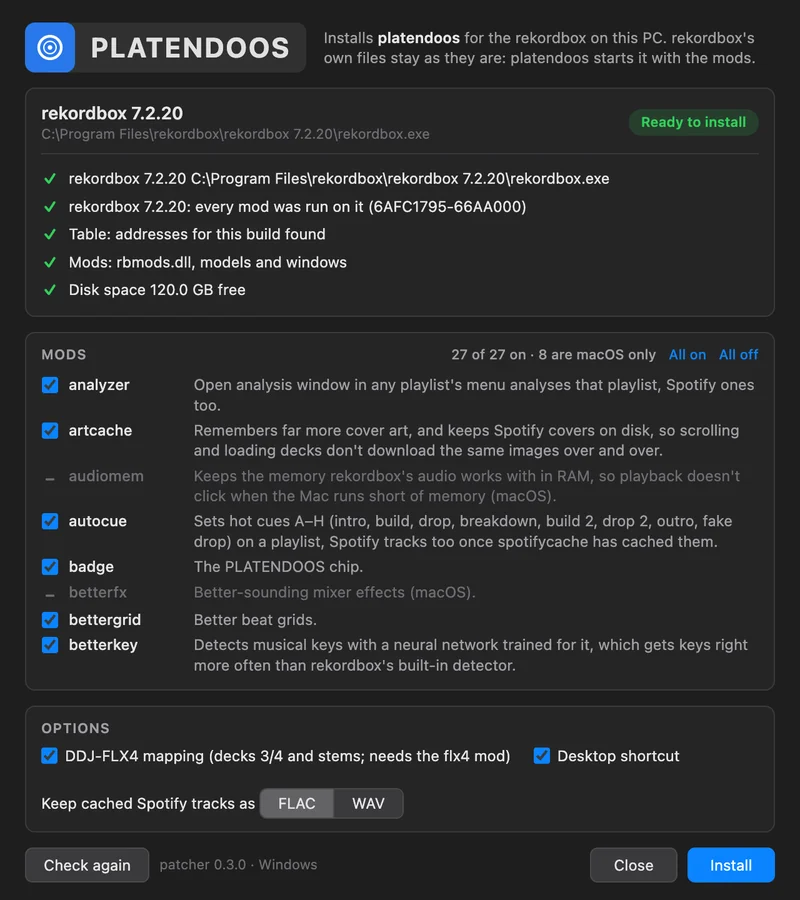 PLATENDOOS
Installs platendoos for the rekordbox on this PC. rekordbox's
own files stay as they are: platendoos starts it with the mods.
rekordbox 7.2.20
C:\Program Files\rekordbox\rekordbox 7.2.20\rekordbox.exe
Ready to install
rekordbox 7.2.20 C:\Program Files\rekordbox\rekordbox 7.2.20\rekordbox.exe
rekordbox 7.2.20: every mod was run on it (6AFC1795-66AA000)
Table: addresses for this build found
Mods: rbmods.dll, models and windows
Disk space 120.0 GB free
MODS
27 of 27 on · 8 are macOS only All on All off
analyzer
Open analysis window in any playlist's menu analyses that playlist, Spotify ones
too.
artcache
Remembers far more cover art, and keeps Spotify covers on disk, so scrolling
and loading decks don't download the same images over and over.
audiomem
Keeps the memory rekordbox's audio works with in RAM, so playback doesn't
click when the Mac runs short of memory (macOS).
autocue
Sets hot cues A–H (intro, build, drop, breakdown, build 2, drop 2, outro, fake
drop) on a playlist, Spotify tracks too once spotifycache has cached them.
badge
The PLATENDOOS chip.
betterfx
Better-sounding mixer effects (macOS).
bettergrid
Better beat grids.
betterkey
Detects musical keys with a neural network trained for it, which gets keys right
more often than rekordbox's built-in detector.
OPTIONS
DDJ-FLX4 mapping (decks 3/4 and stems; needs the flx4 mod)
Desktop shortcut
Keep cached Spotify tracks as FLAC WAV
Check again
patcher 0.3.0 · Windows
Close
Install